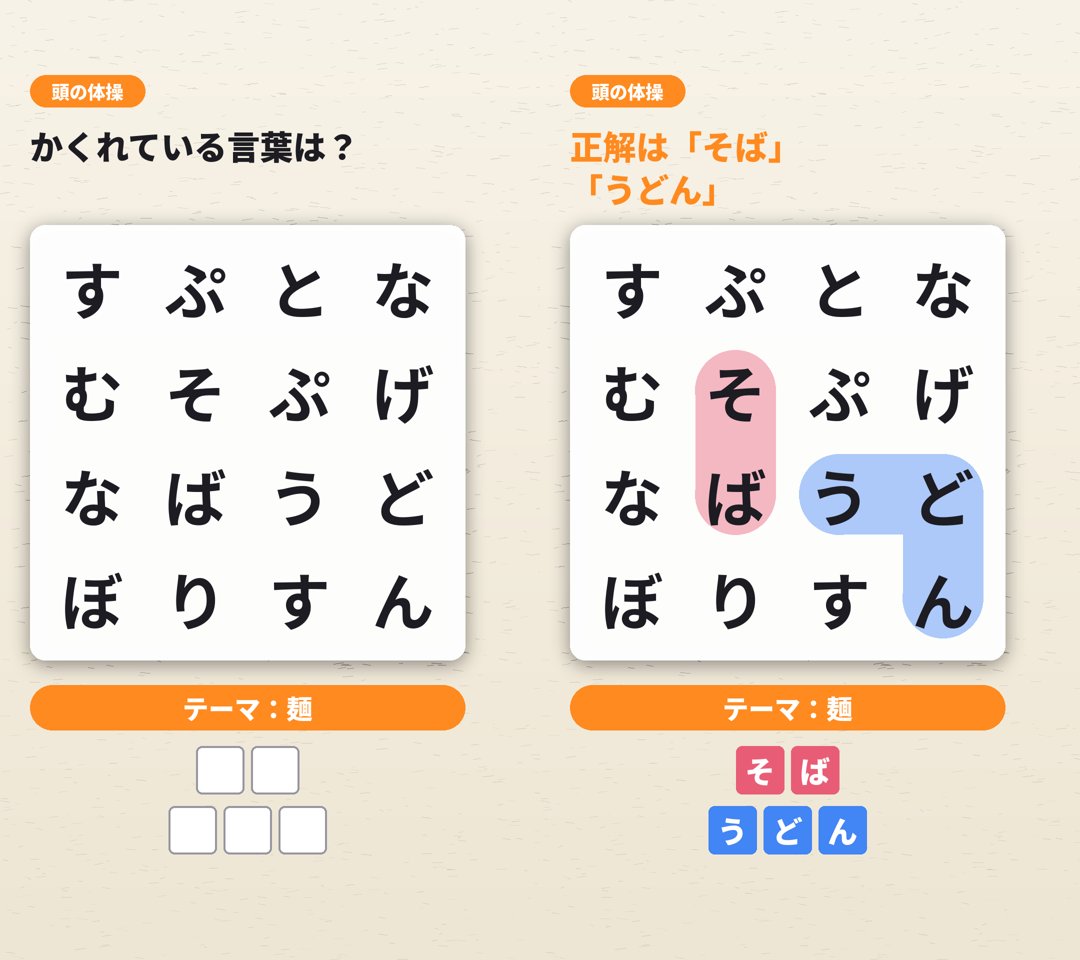 頭の体操
かくれている言葉は？
す ぷ と な
む そ ぷ げ
な ば う ど
ぼ り す ん
テーマ：麺
頭の体操
正解は「そば」
「うどん」
す ぷ と な
む そ ぷ げ
な ば う ど
ぼ り す ん
テーマ：麺
そ ば
う ど ん